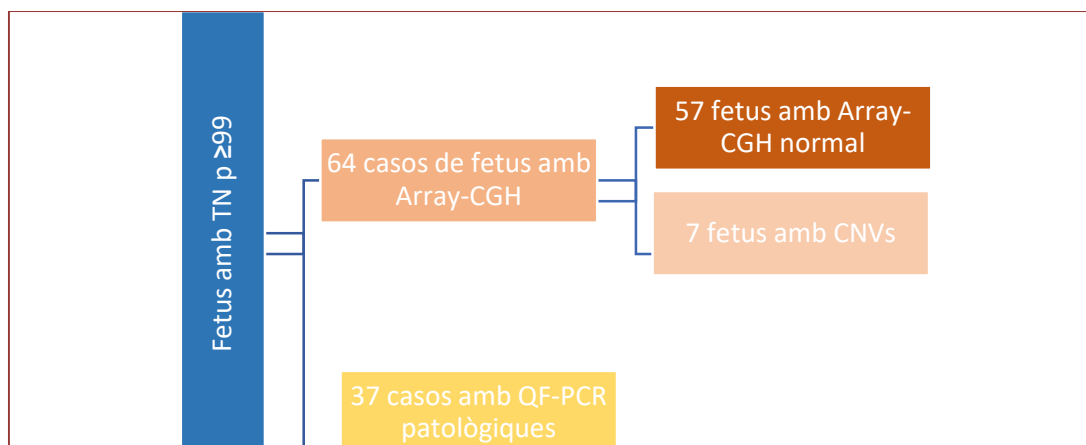 Fetus amb TN p ≥99
64 casos de fetus amb
Array-CGH
57 fetus amb Array-
CGH normal
7 fetus amb CNVs
37 casos amb QF-PCR
patològiques